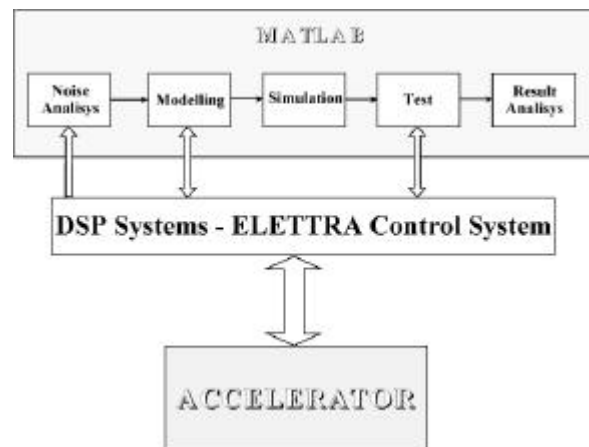 MATLAB
Noise
Analisys
Modelling
Simulation
Test
Result
Analisys
DSP Systems - ELETTRA Control System
ACCELERATOR